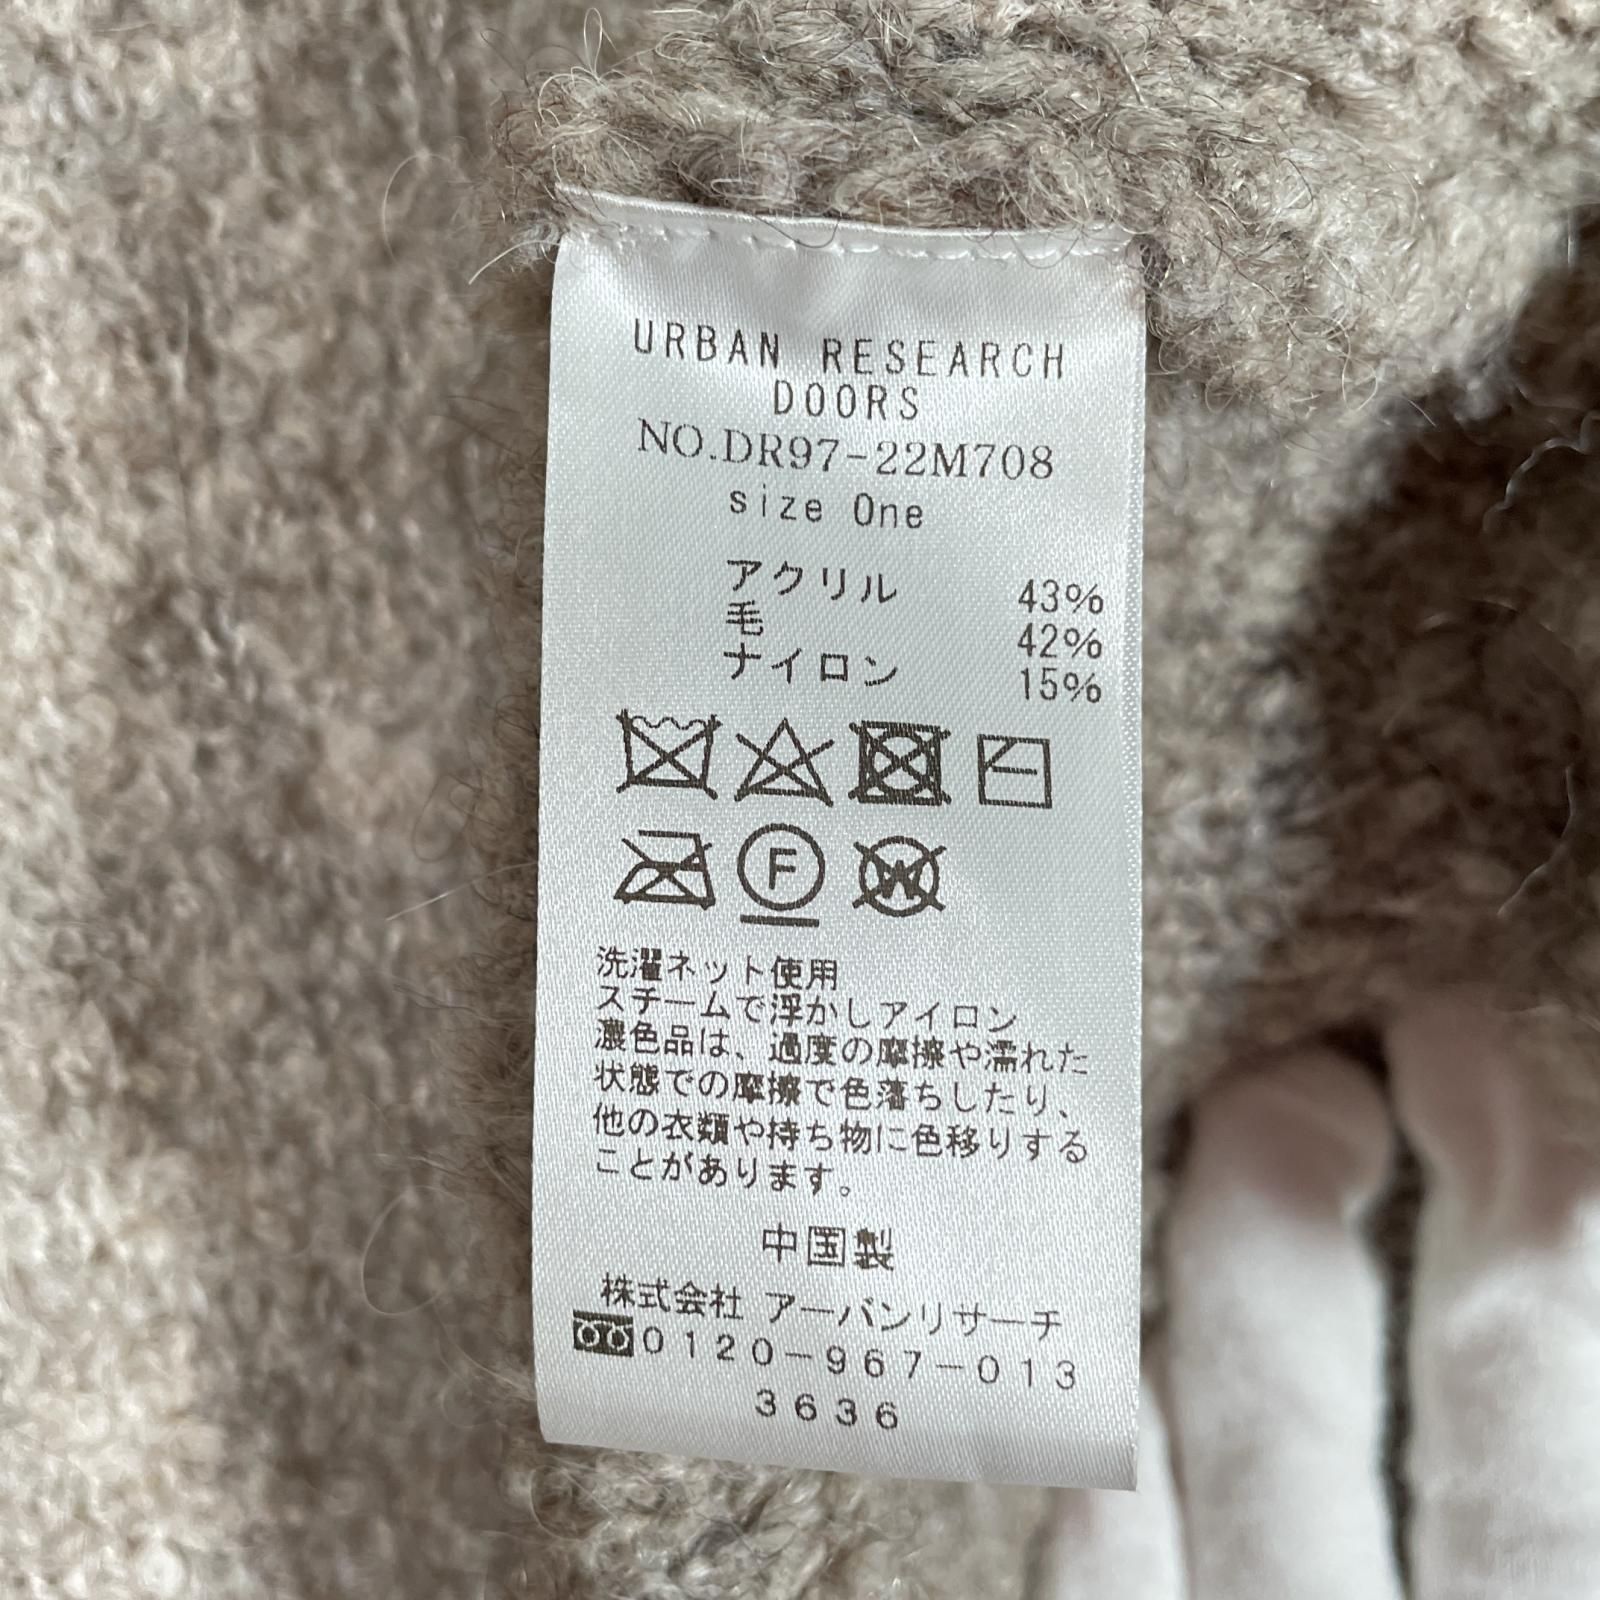 URBAN RESEARCH
DOORS
NO.DR97-22M708
size One
アクリル 43%
毛 42%
ナイロン 15%
F
W
洗濯ネット使用
スチームで浮かしアイロン
濃色品は、過度の摩擦や濡れた
状態での摩擦で色落ちしたり、
他の衣類や持ち物に色移りする
ことがあります。
中国製
株式会社 アーバンリサーチ
0120-967-013
3636